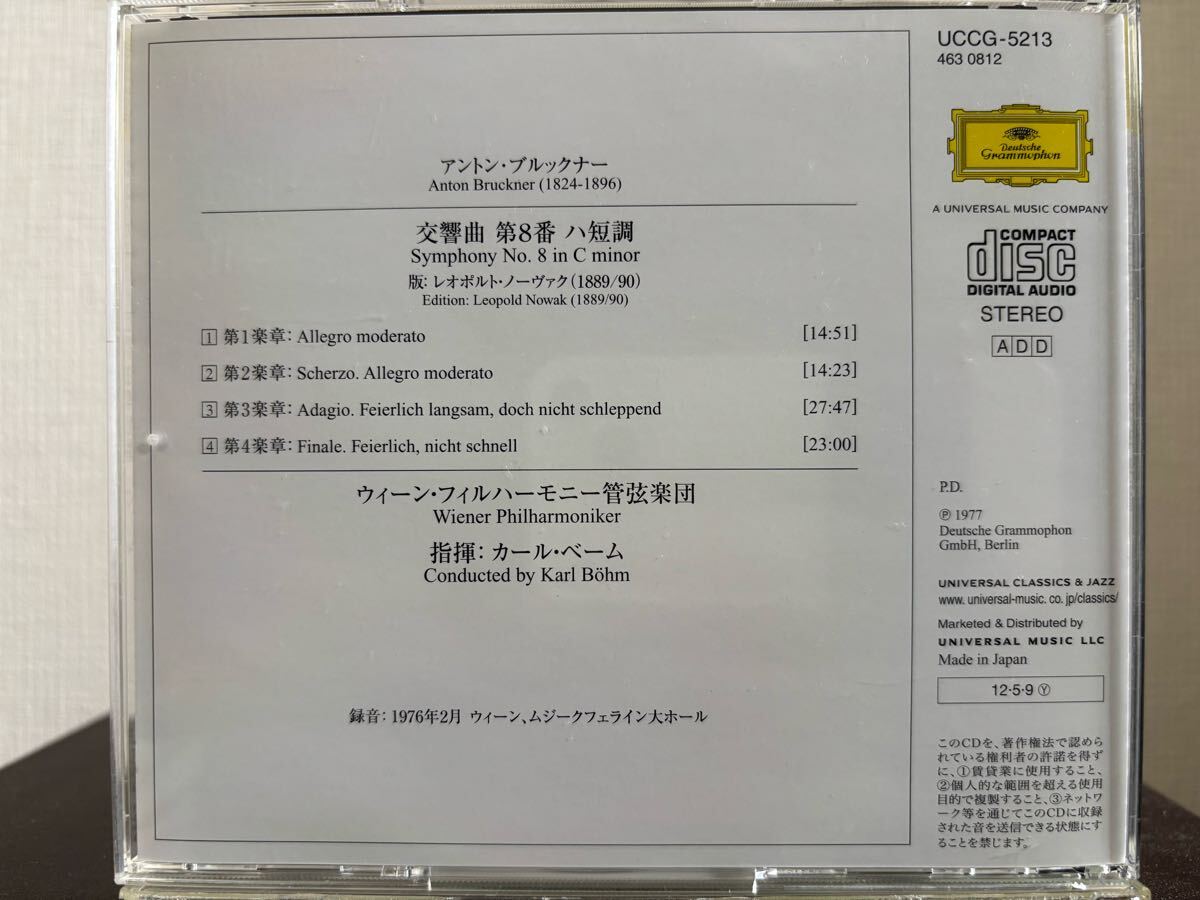 アントン・ブルックナー
Anton Bruckner (1824-1896)
交響曲 第8番 ハ短調
Symphony No. 8 in C minor
版：レオポルト・ノーヴァク（1889/90）
Edition: Leopold Nowak (1889/90)
1 第1楽章：Allegro moderato [14:51]
2 第2楽章：Scherzo. Allegro moderato [14:23]
3 第3楽章：Adagio. Feierlich langsam, doch nicht schleppend [27:47]
4 第4楽章：Finale. Feierlich, nicht schnell [23:00]
ウィーン・フィルハーモニー管弦楽団
Wiener Philharmoniker
指揮：カール・ベーム
Conducted by Karl Böhm
録音：1976年2月 ウィーン、ムジークフェライン大ホール
UCCG-5213
463 0812
Deutsche
Grammophon
A UNIVERSAL MUSIC COMPANY
COMPACT
disc
DIGITAL AUDIO
STEREO
ADD
P.D.
℗ 1977
Deutsche Grammophon
GmbH, Berlin
UNIVERSAL CLASSICS & JAZZ
www. universal-music. co. jp/classics/
Marketed & Distributed by
UNIVERSAL MUSIC LLC
Made in Japan
12·5·9 Ⓨ
このCDを、著作権法で認めら
れている権利者の許諾を得ず
に、①賃貸業に使用すること、
②個人的な範囲を超える使用
目的で複製すること、③ネットワ
ーク等を通じてこのCDに収録
された音を送信できる状態にす
ることを禁じます。